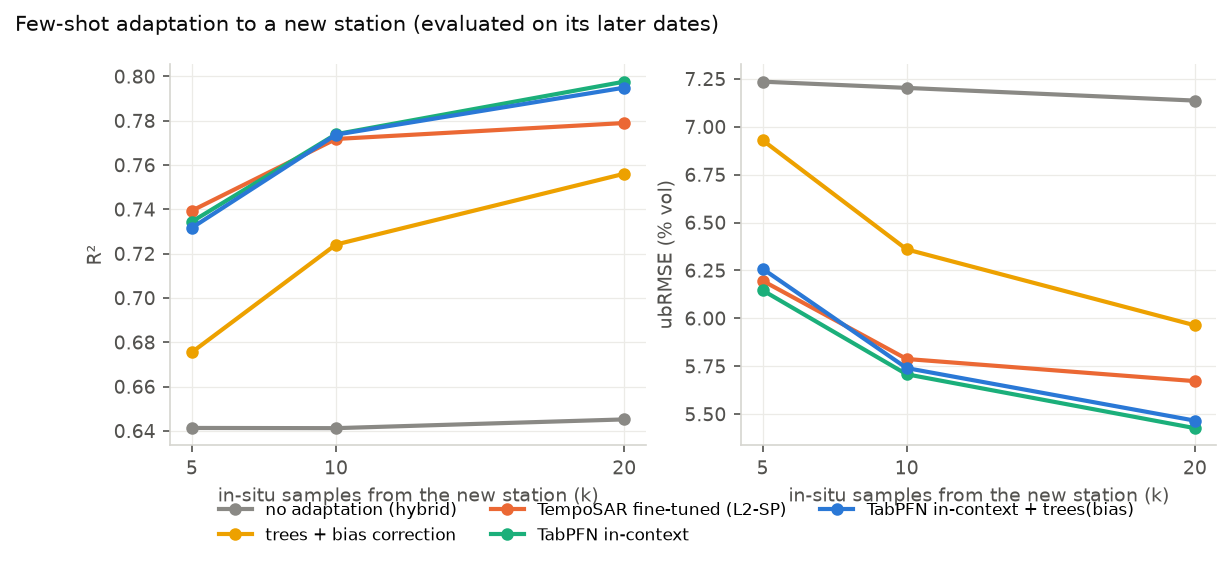 Few-shot adaptation to a new station (evaluated on its later dates)
R²
0.80
0.78
0.76
0.74
0.72
0.70
0.68
0.66
0.64
5 10 20
in-situ samples from the new station (k)
ubRMSE (% vol)
7.25
7.00
6.75
6.50
6.25
6.00
5.75
5.50
5 10 20
in-situ samples from the new station (k)
no adaptation (hybrid)
trees + bias correction
TempoSAR fine-tuned (L2-SP)
TabPFN in-context
TabPFN in-context + trees(bias)